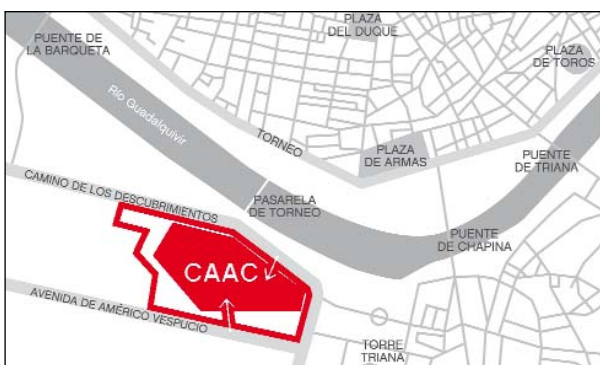 PLAZA
DEL DUQUE
PUENTE DE
LA BARQUETA
PLAZA
DE TOROS
Río Guadalquivir
TORNEO
PLAZA
DE ARMAS
PUENTE
DE TRIANA
CAMINO DE LOS DESCUBRIMIENTOS
PASARELA
DE TORNEO
PUENTE
DE CHAPINA
CAAC
AVENIDA DE AMÉRICO VESPUCIO
TORRE
TRIANA